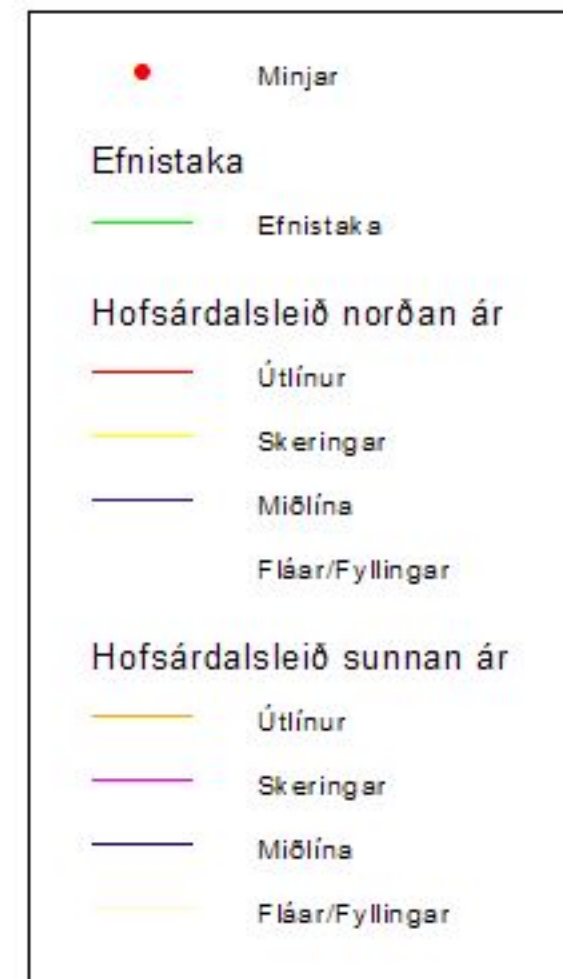 Minjar
Efnistaka
Efnistaka
Hofsárdalsleið norðan ár
Útlínur
Skeringar
Miðlína
Fláar/Fyllingar
Hofsárdalsleið sunnan ár
Útlínur
Skeringar
Miðlína
Fláar/Fyllingar